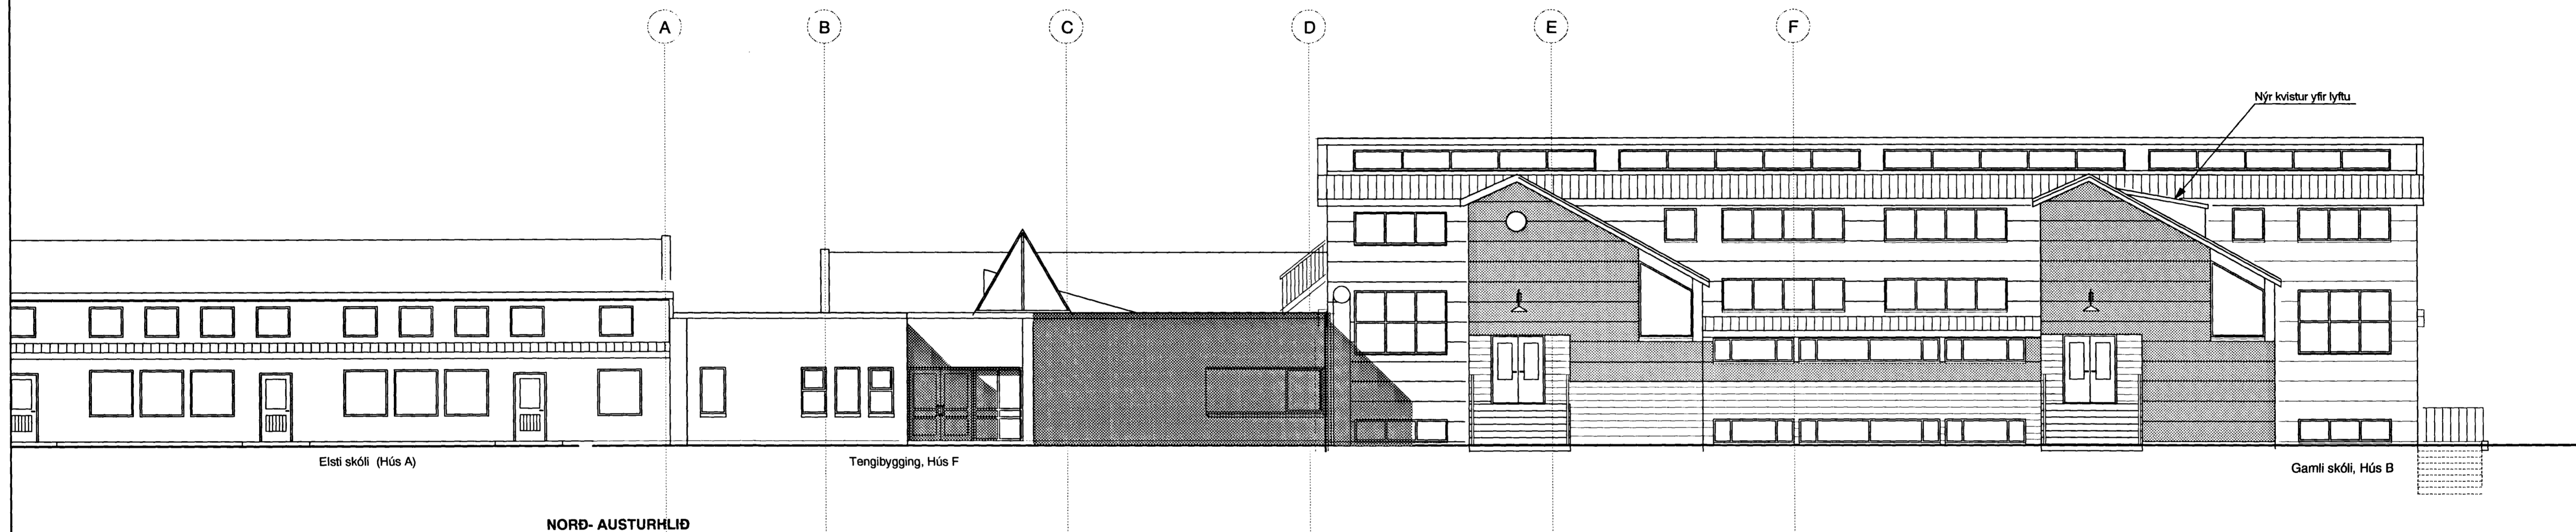 A B C D E F
Nýr kvistur yfir lyftu
Elsti skóli (Hús A)
Tengibygging, Hús F
Gamli skóli, Hús B
NORÐ- AUSTURHLIÐ